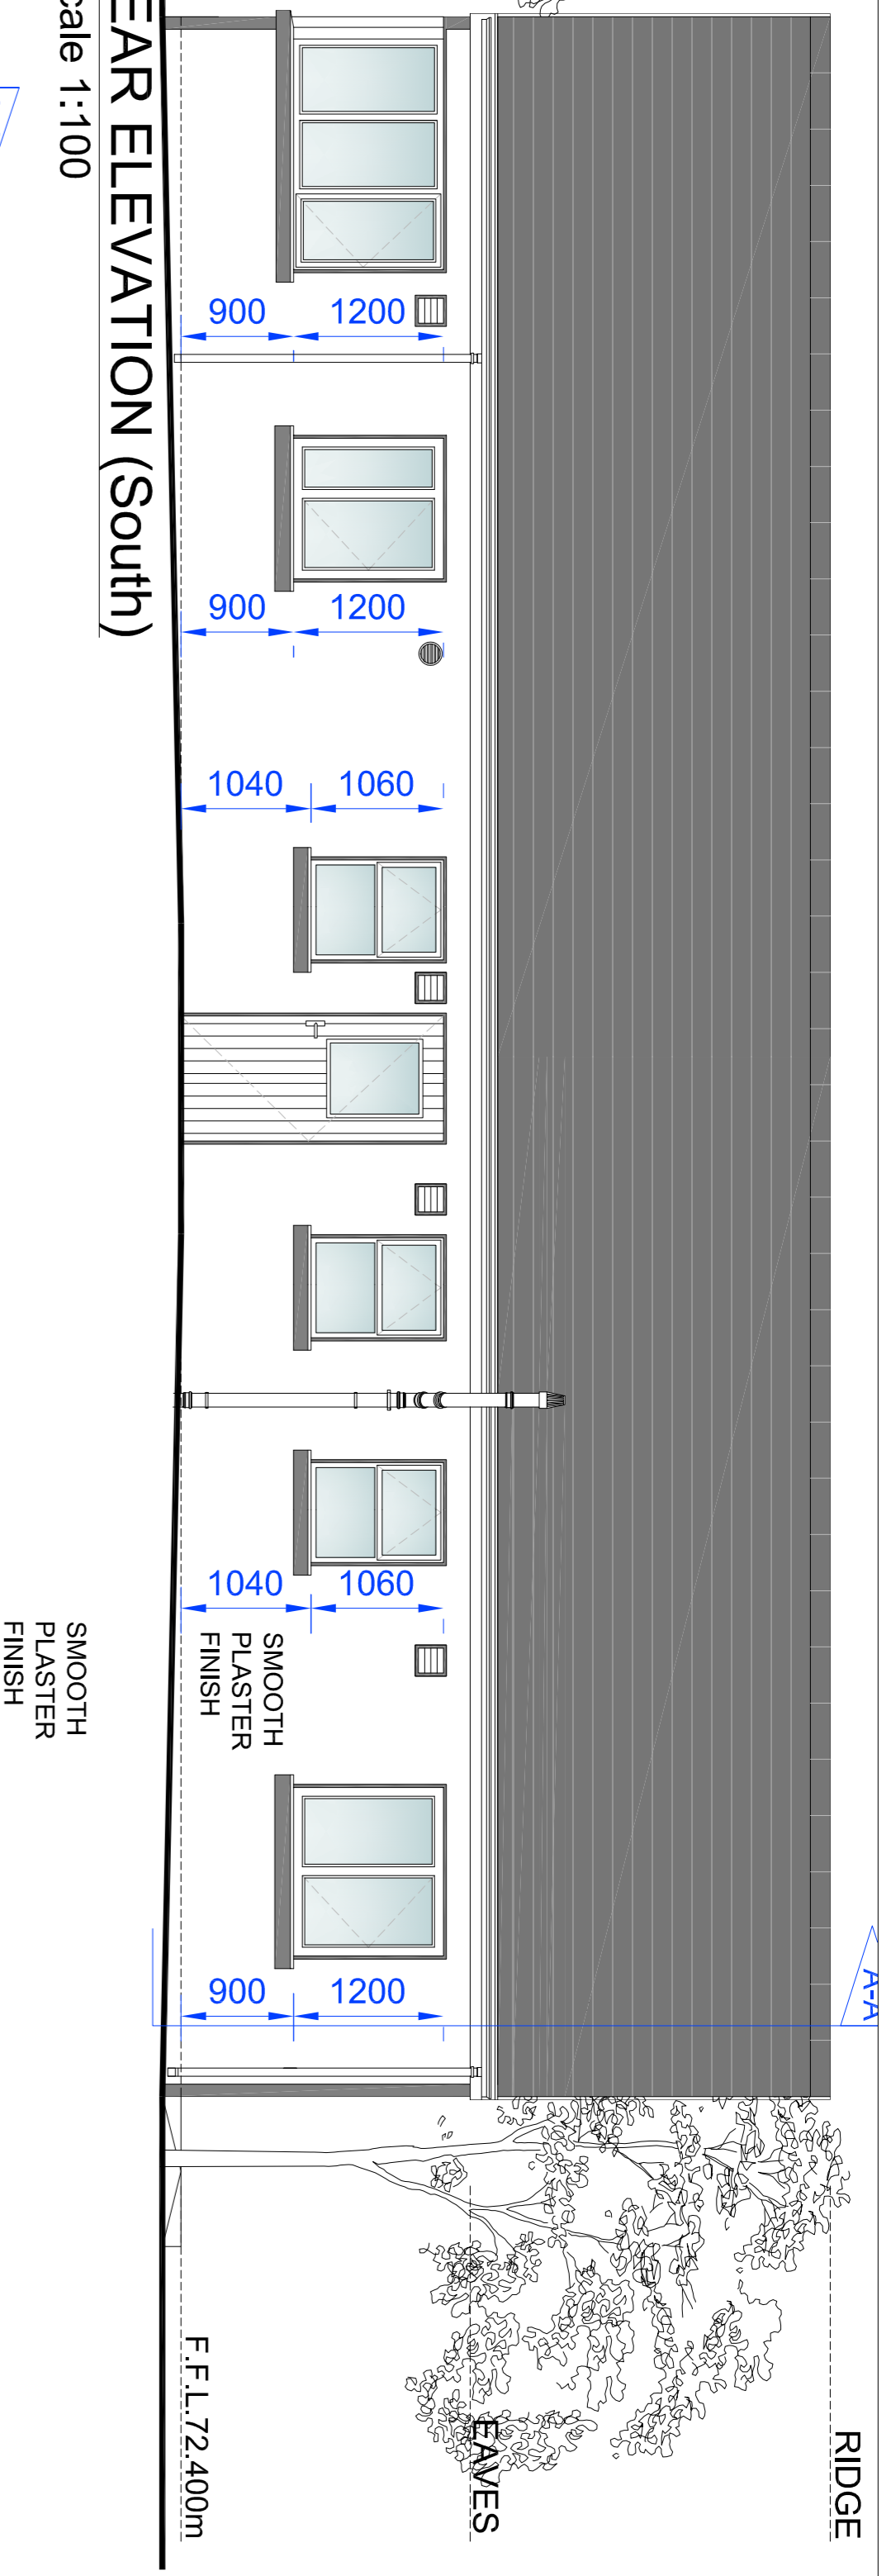 RIDGE
A-A
EAVES
F.F.L.72.400m
900
1200
900
1200
1040
1060
1040
1060
900
1200
SMOOTH
PLASTER
FINISH
EAR ELEVATION (South)
cale 1:100
SMOOTH
PLASTER
FINISH